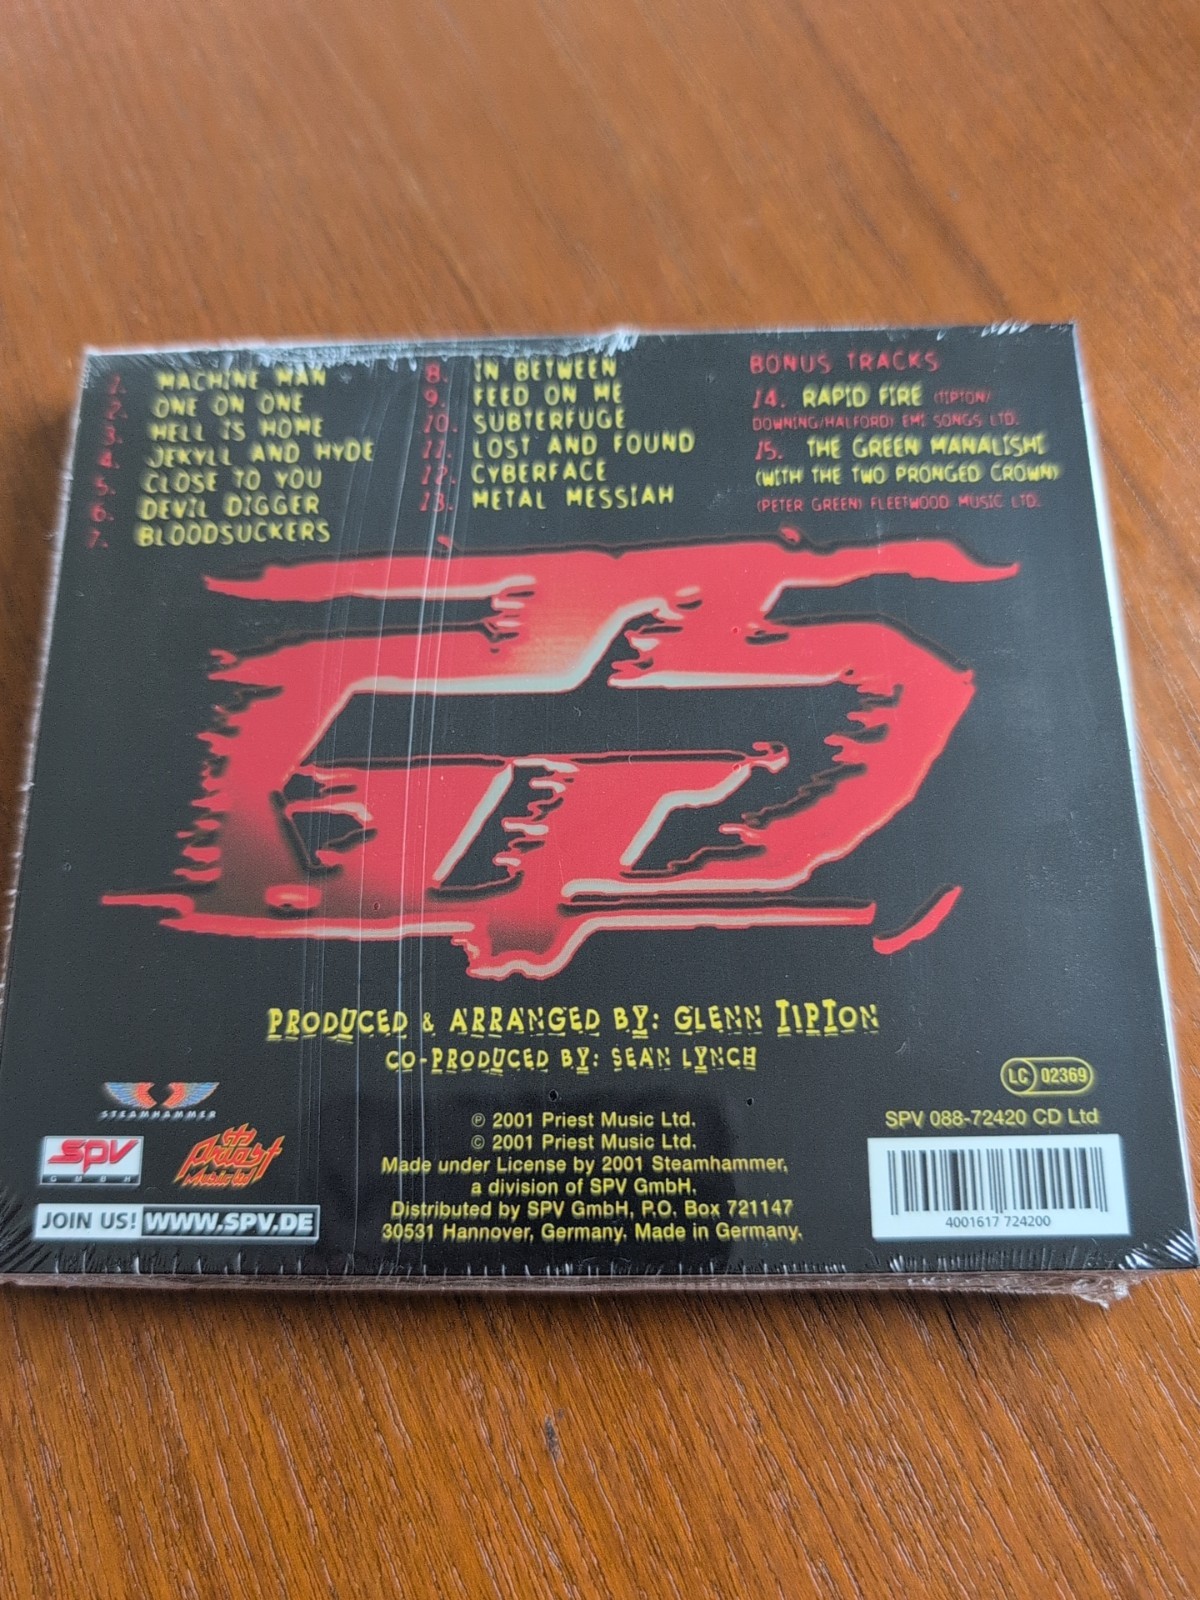 1. MACHINE MAN
2. ONE ON ONE
3. HELL IS HOME
4. JEKYLL AND HYDE
5. CLOSE TO YOU
6. DEVIL DIGGER
7. BLOODSUCKERS
8. IN BETWEEN
9. FEED ON ME
10. SUBTERFUGE
11. LOST AND FOUND
12. CYBERFACE
13. METAL MESSIAH
BONUS TRACKS
14. RAPID FIRE (TIPTON/
DOWNING/HALFORD) EMI SONGS LTD.
15. THE GREEN MANALISHI
(WITH THE TWO PRONGED CROWN)
(PETER GREEN) FLEETWOOD MUSIC LTD.
PRODUCED & ARRANGED BY: GLENN TIPTON
CO-PRODUCED BY: SEAN LYNCH
STEAMHAMMER
SPV
GMBH
Priest
Music Ltd
JOIN US! WWW.SPV.DE
℗ 2001 Priest Music Ltd.
© 2001 Priest Music Ltd.
Made under License by 2001 Steamhammer,
a division of SPV GmbH.
Distributed by SPV GmbH, P.O. Box 721147
30531 Hannover, Germany. Made in Germany.
LC 02369
SPV 088-72420 CD Ltd
4001617 724200